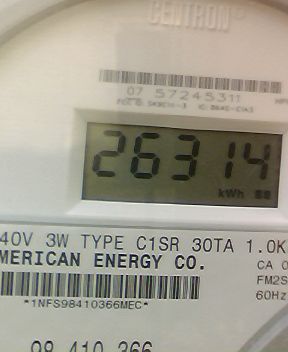 CENTRON®
07 57245311
26314
kWh
40V 3W TYPE C1SR 30TA 1.0K
MERICAN ENERGY CO.
CA 0
FM2S
*1NFS98410366MEC*
60Hz
98 410 366